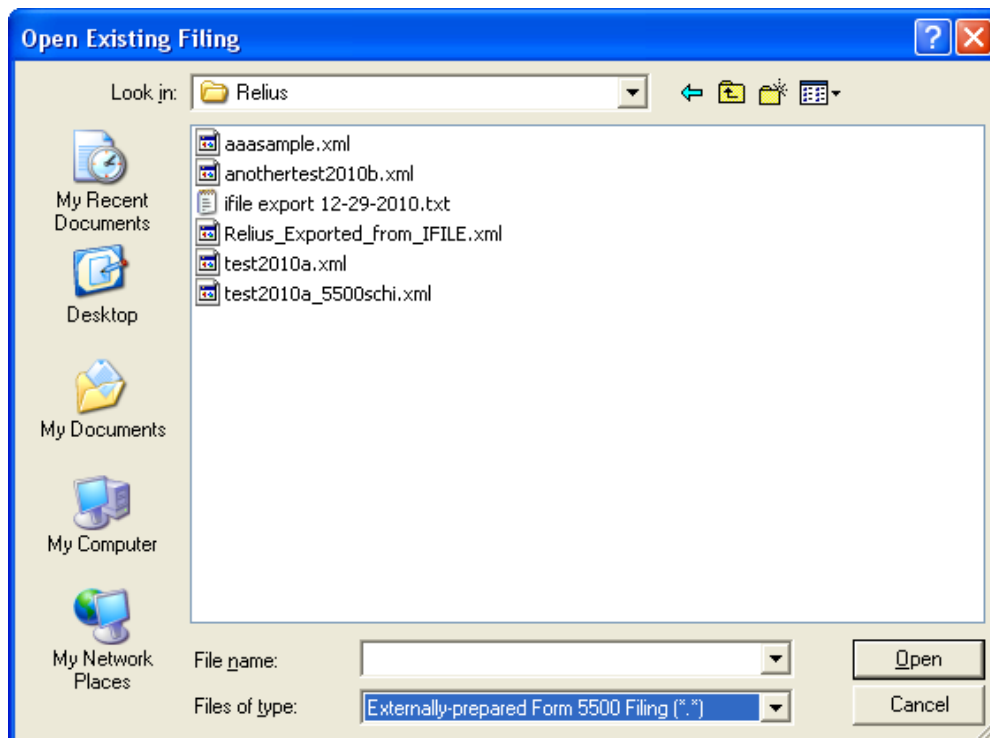 Open Existing Filing
Look in: Relius
aaasample.xml
anothertest2010b.xml
ifile export 12-29-2010.txt
Relius_Exported_from_IFILE.xml
test2010a.xml
test2010a_5500schi.xml
My Recent
Documents
Desktop
My Documents
My Computer
My Network
Places
File name:
Open
Files of type: Externally-prepared Form 5500 Filing (*.*)
Cancel